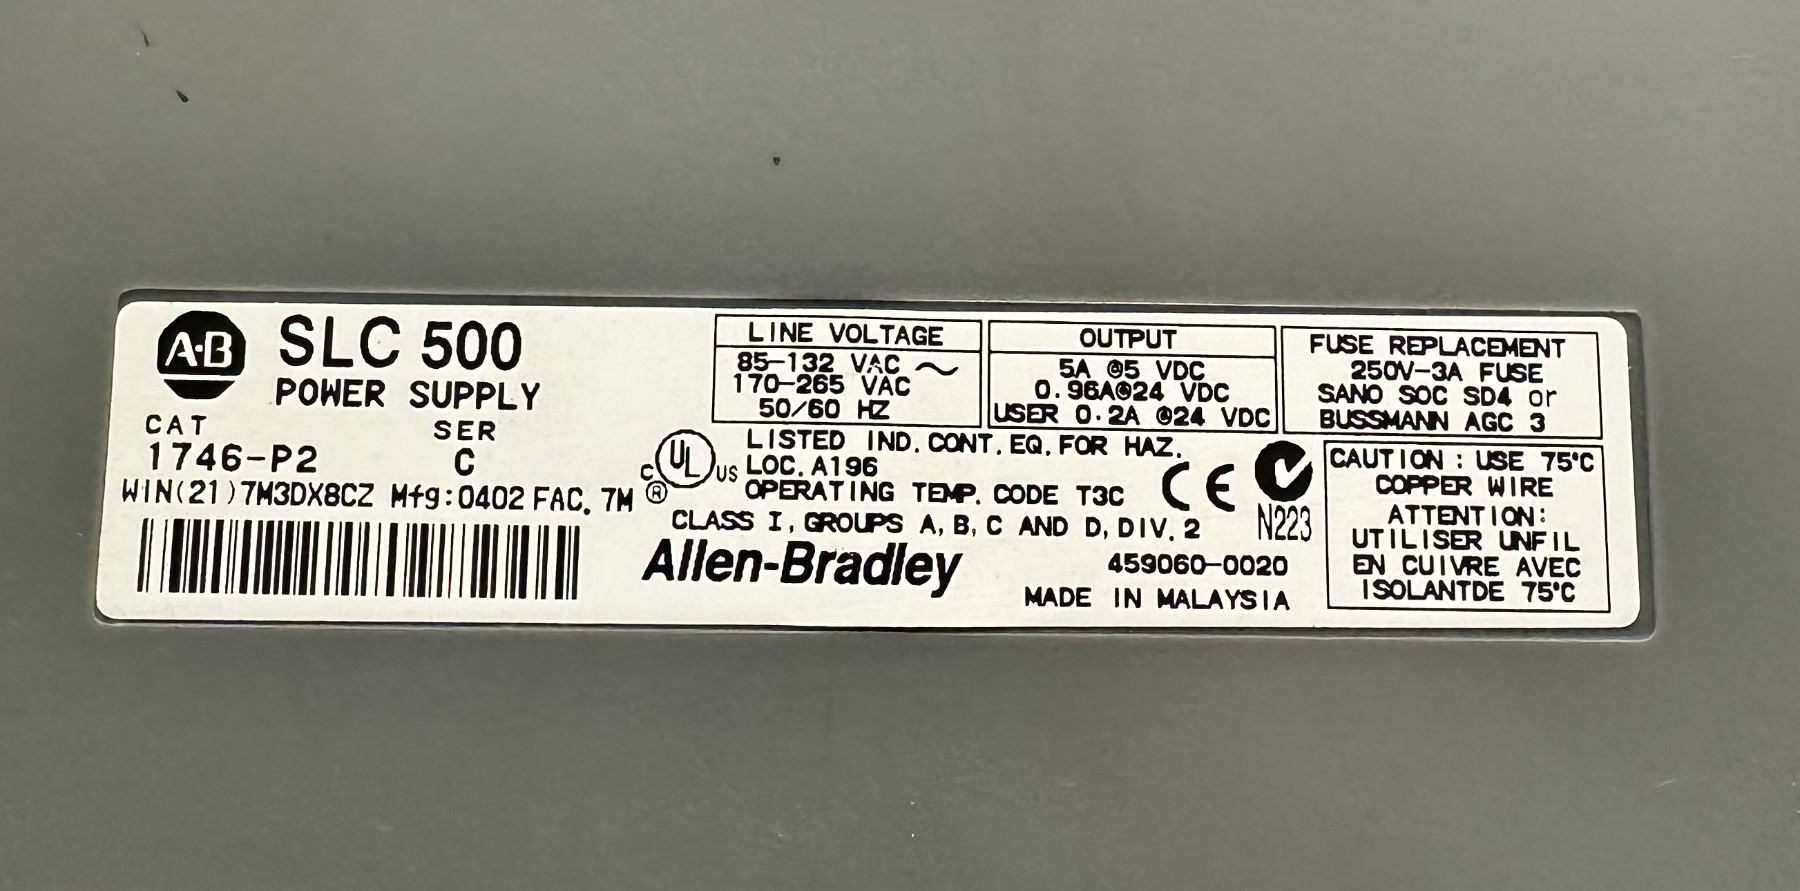 A·B
SLC 500
POWER SUPPLY
CAT SER
1746-P2 C
WIN(21)7M3DX8CZ Mfg:0402 FAC. 7M
LINE VOLTAGE
85-132 VAC ~
170-265 VAC
50/60 HZ
OUTPUT
5A @5 VDC
0.96A@24 VDC
USER 0.2A @24 VDC
FUSE REPLACEMENT
250V-3A FUSE
SANO SOC SD4 or
BUSSMANN AGC 3
C UL US ®
LISTED IND. CONT. EQ. FOR HAZ.
LOC. A196
OPERATING TEMP. CODE T3C
CLASS I, GROUPS A, B, C AND D, DIV. 2
CE
N223
Allen-Bradley
459060-0020
MADE IN MALAYSIA
CAUTION : USE 75°C
COPPER WIRE
ATTENTION:
UTILISER UNFIL
EN CUIVRE AVEC
ISOLANTDE 75°C